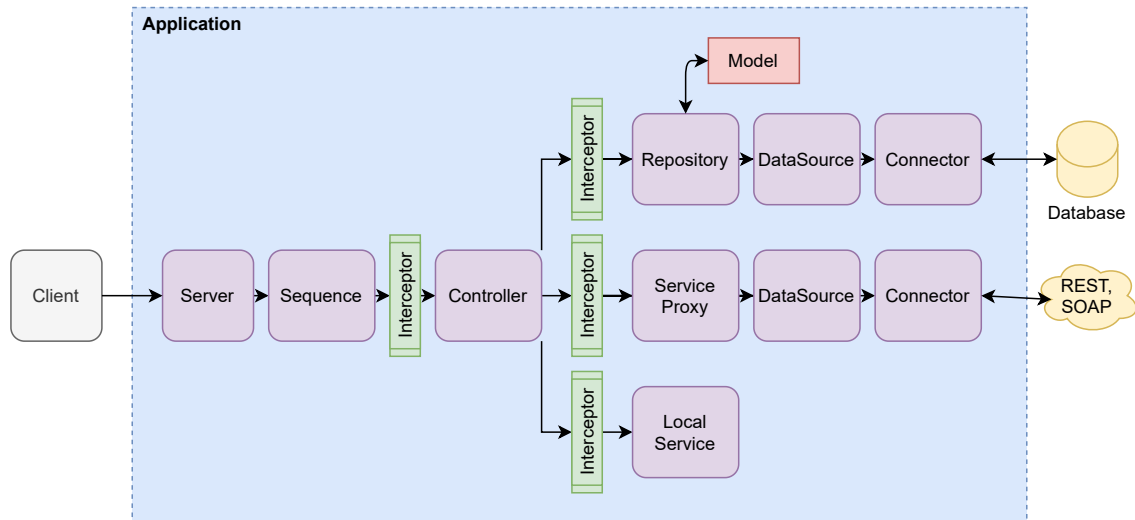 Application
Model
Interceptor
Repository
DataSource
Connector
Database
Client
Server
Sequence
Interceptor
Controller
Interceptor
Service
Proxy
DataSource
Connector
REST,
SOAP
Interceptor
Local
Service